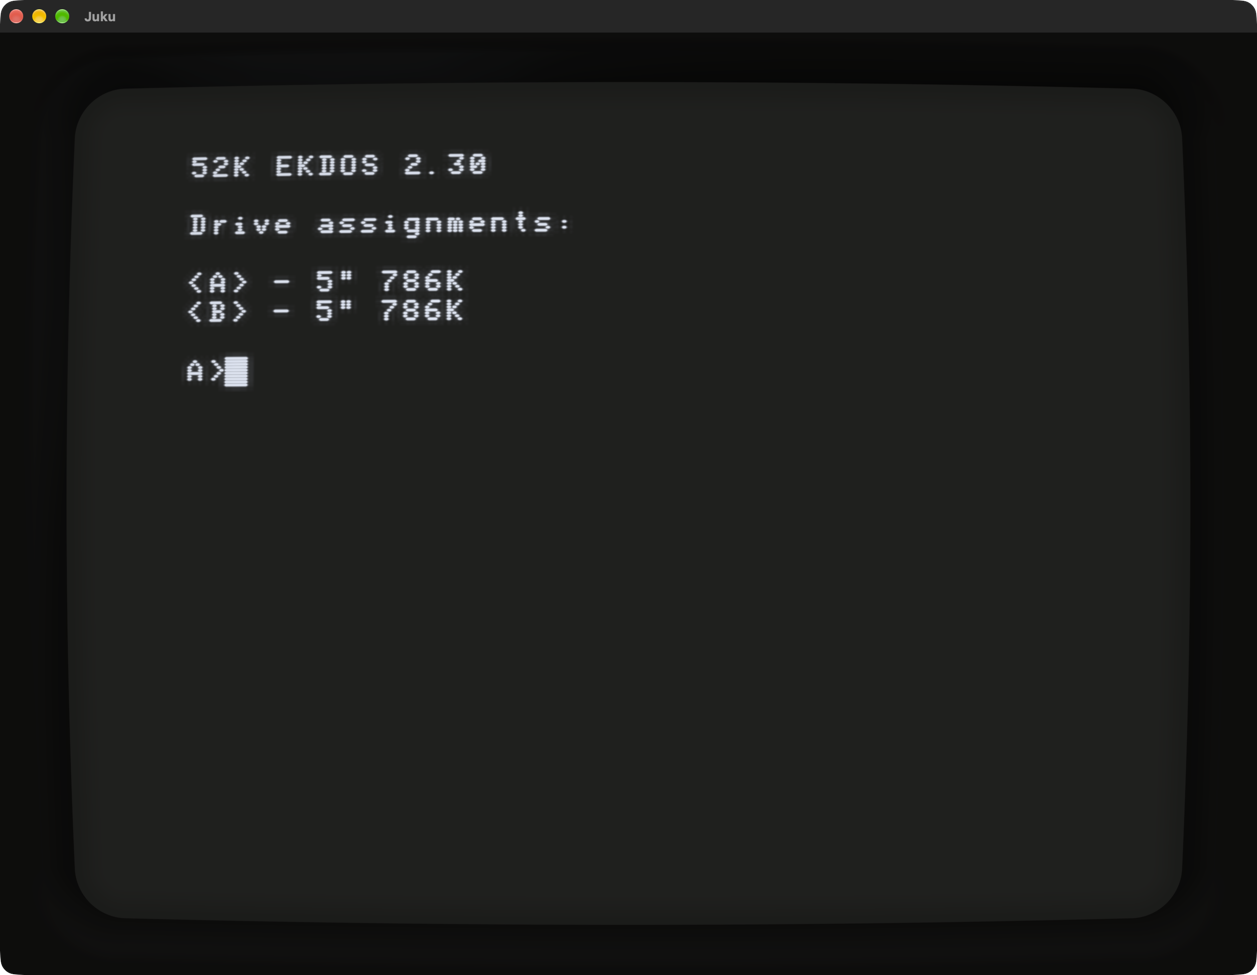 Juku
52K EKDOS 2.30
Drive assignments:
<A> - 5" 786K
<B> - 5" 786K
A>